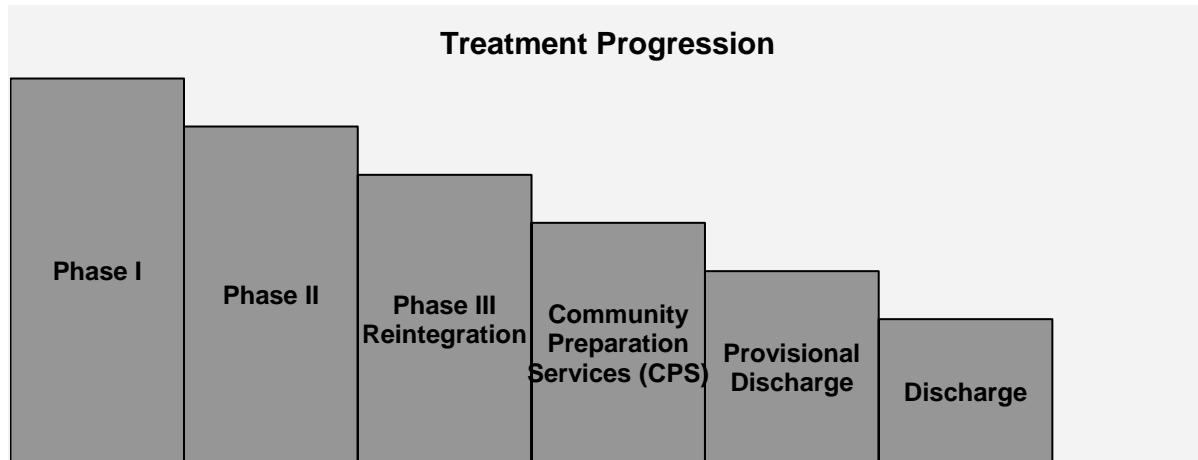 Treatment Progression
Phase I
Phase II
Phase III
Reintegration
Community
Preparation
Services (CPS)
Provisional
Discharge
Discharge